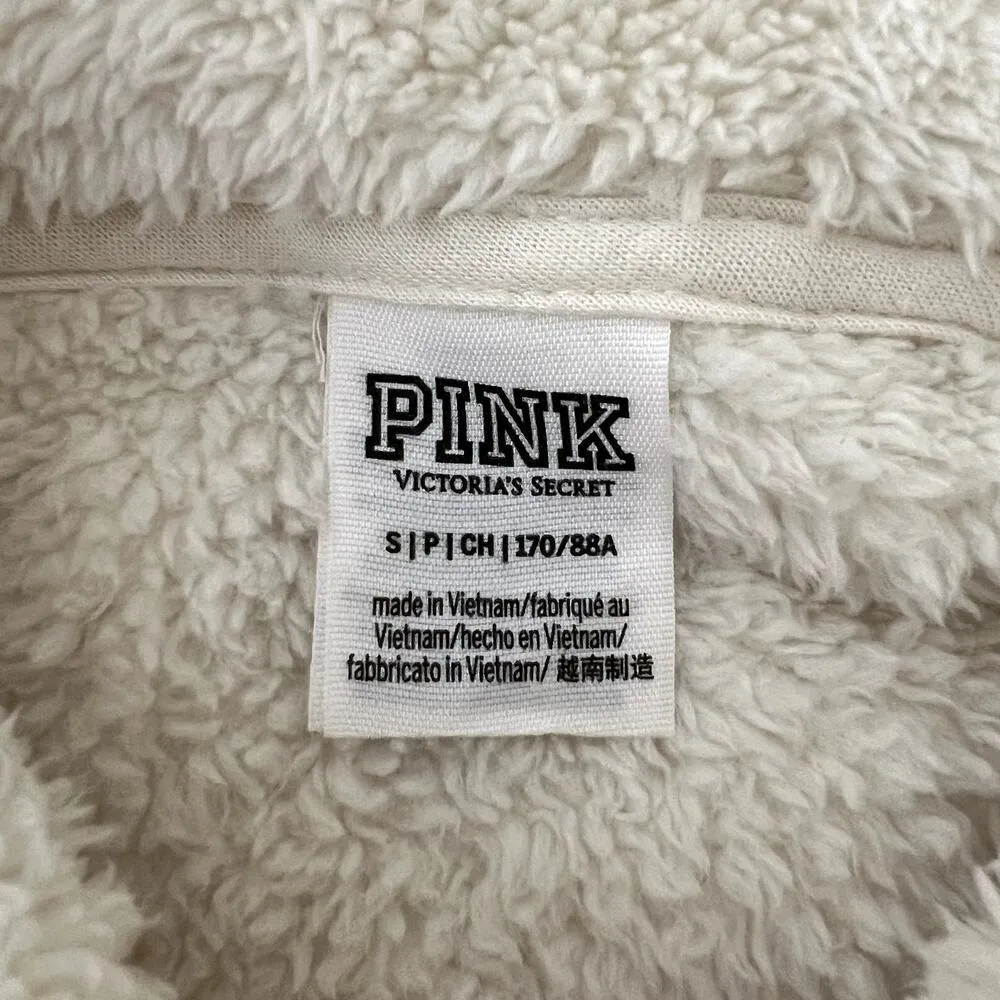 PINK
VICTORIA'S SECRET
S | P | CH | 170/88A
made in Vietnam/fabriqué au
Vietnam/hecho en Vietnam/
fabbricato in Vietnam/ 越南制造